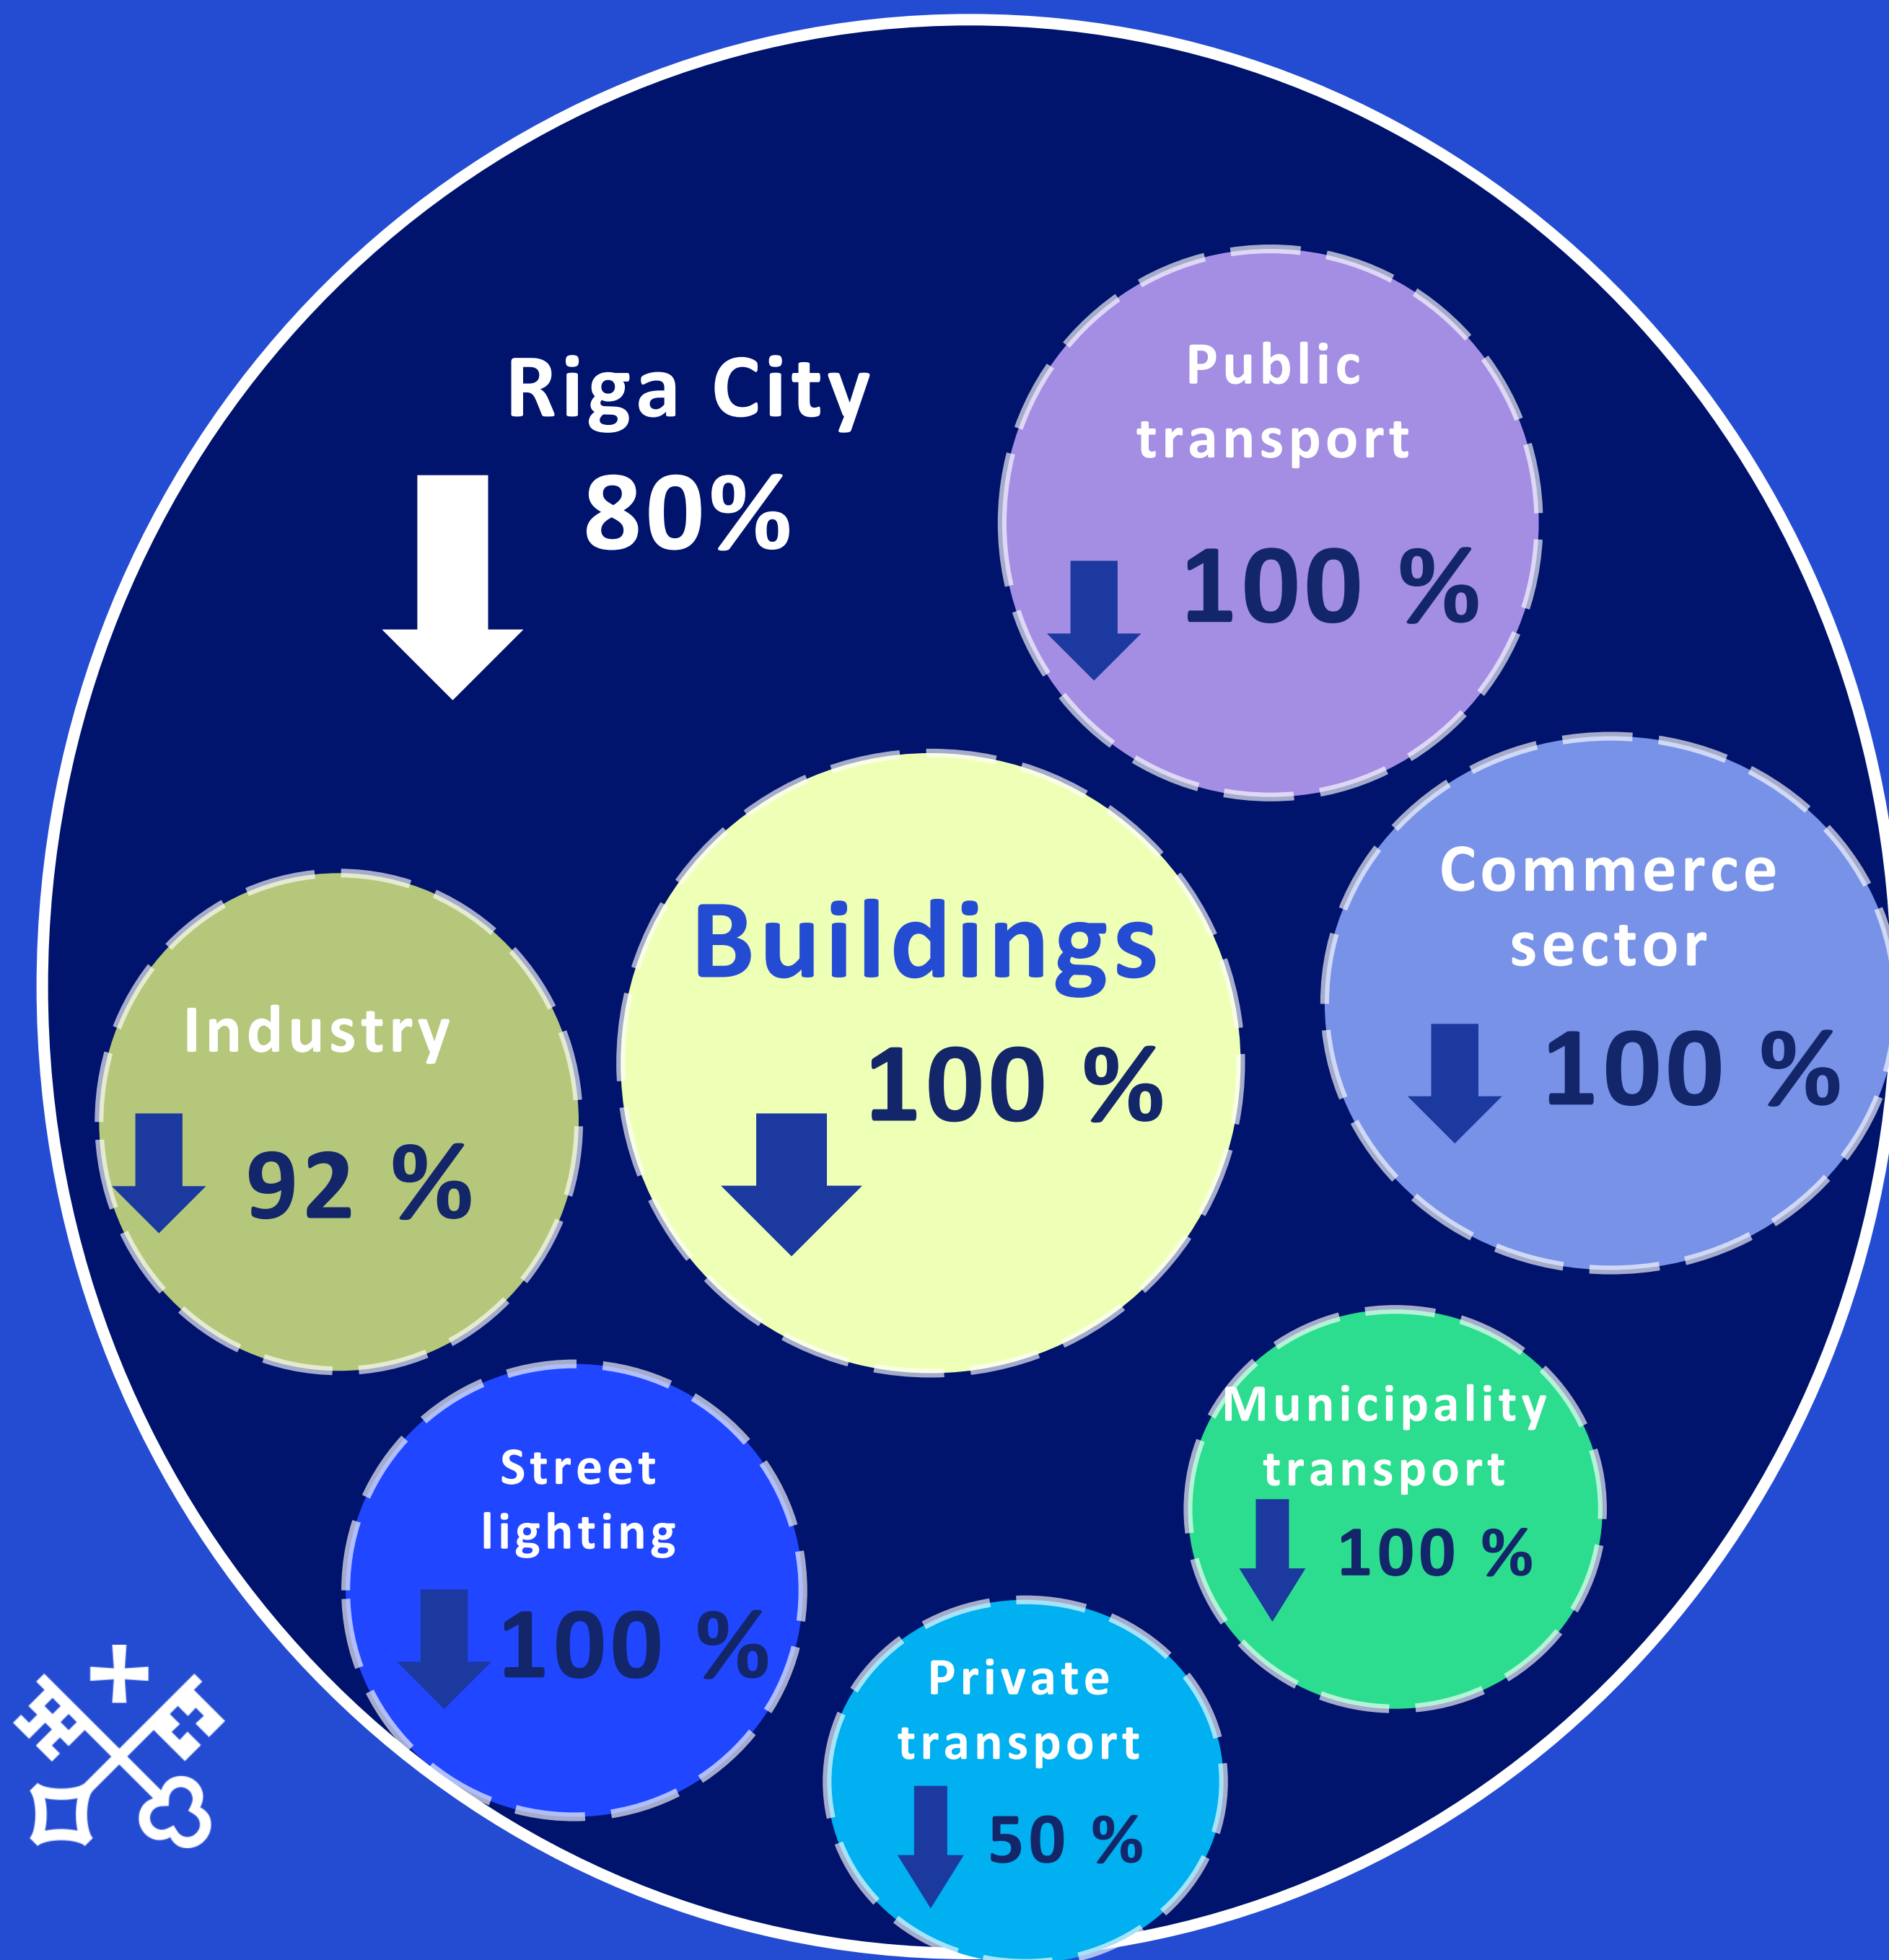 Riga City
80%
Public
transport
100 %
Commerce
sector
100 %
Buildings
100 %
Industry
92 %
Municipality
transport
100 %
Street
lighting
100 %
Private
transport
50 %